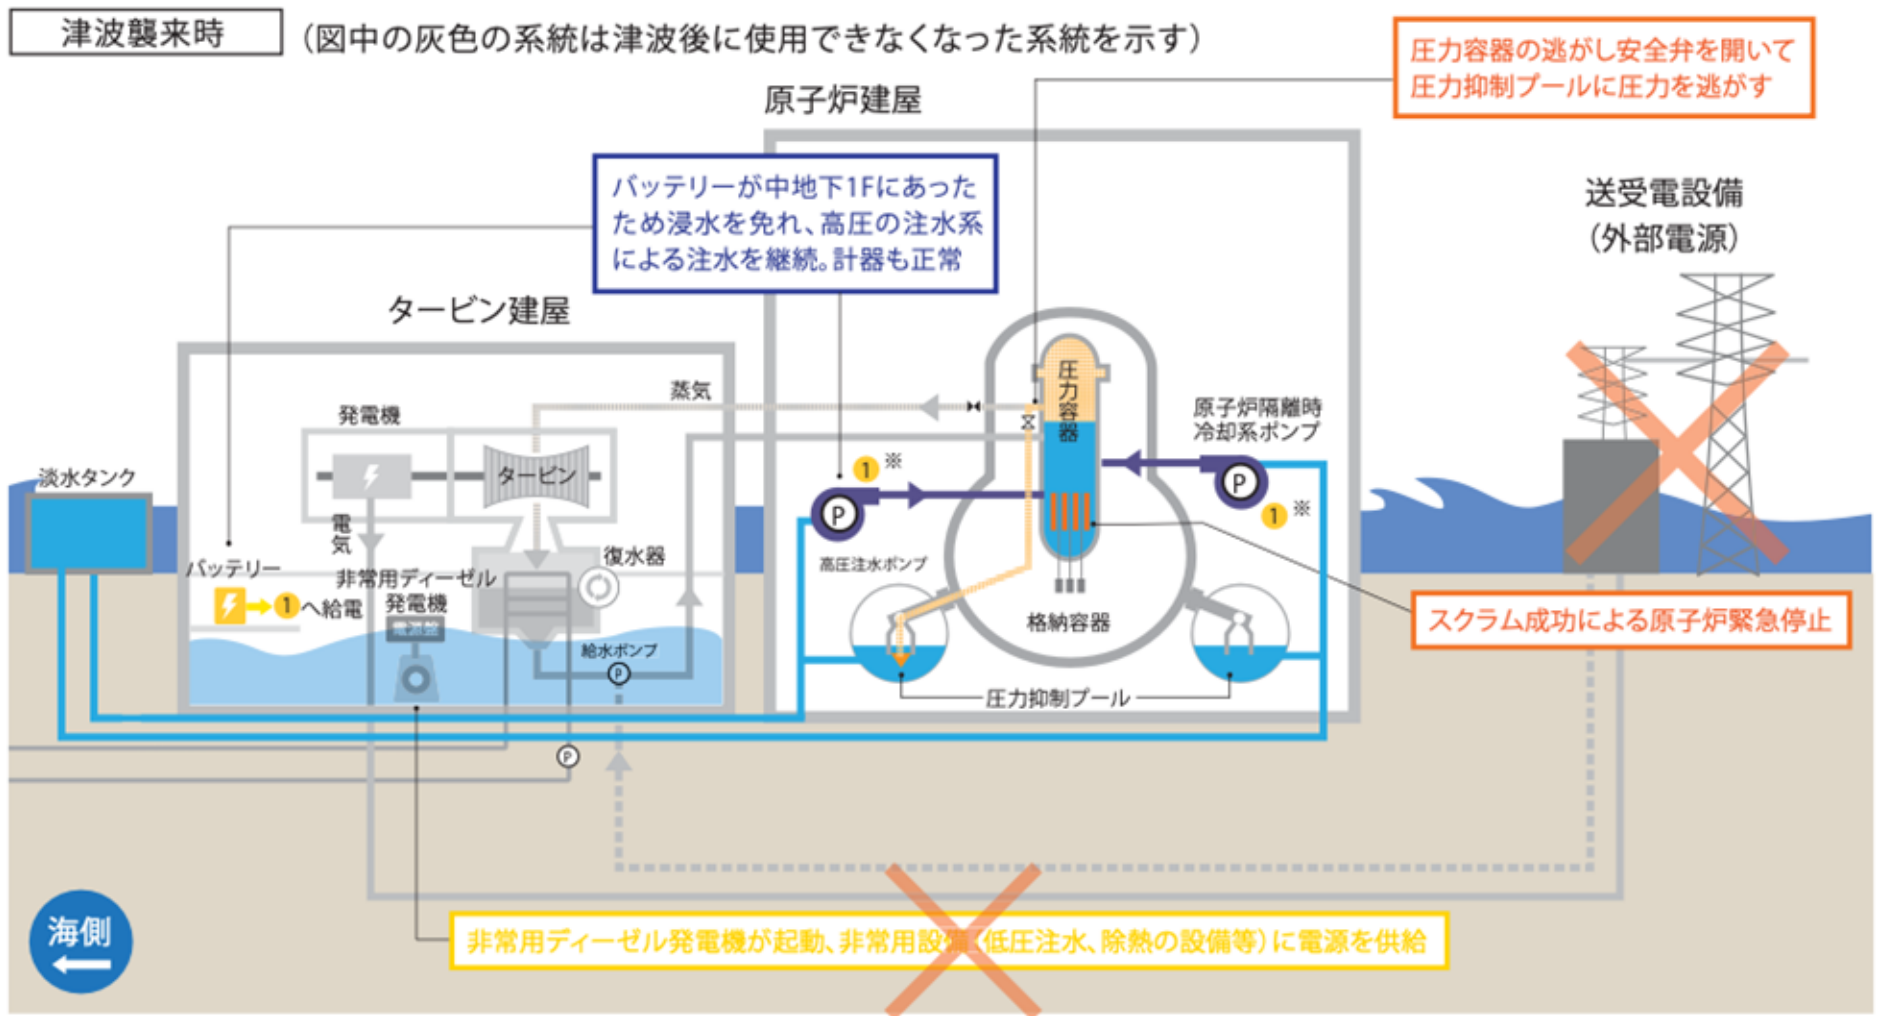 津波襲来時
（図中の灰色の系統は津波後に使用できなくなった系統を示す）
圧力容器の逃がし安全弁を開いて
圧力抑制プールに圧力を逃がす
原子炉建屋
バッテリーが中地下1Fにあった
ため浸水を免れ、高圧の注水系
による注水を継続。計器も正常
送受電設備
（外部電源）
タービン建屋
蒸気
圧力容器
発電機
原子炉隔離時
冷却系ポンプ
タービン
淡水タンク
1
※
P
P
1
※
電気
復水器
高圧注水ポンプ
バッテリー
非常用ディーゼル
発電機
1
へ給電
電源盤
格納容器
スクラム成功による原子炉緊急停止
給水ポンプ
P
圧力抑制プール
P
海側
非常用ディーゼル発電機が起動、非常用設備（低圧注水、除熱の設備等）に電源を供給